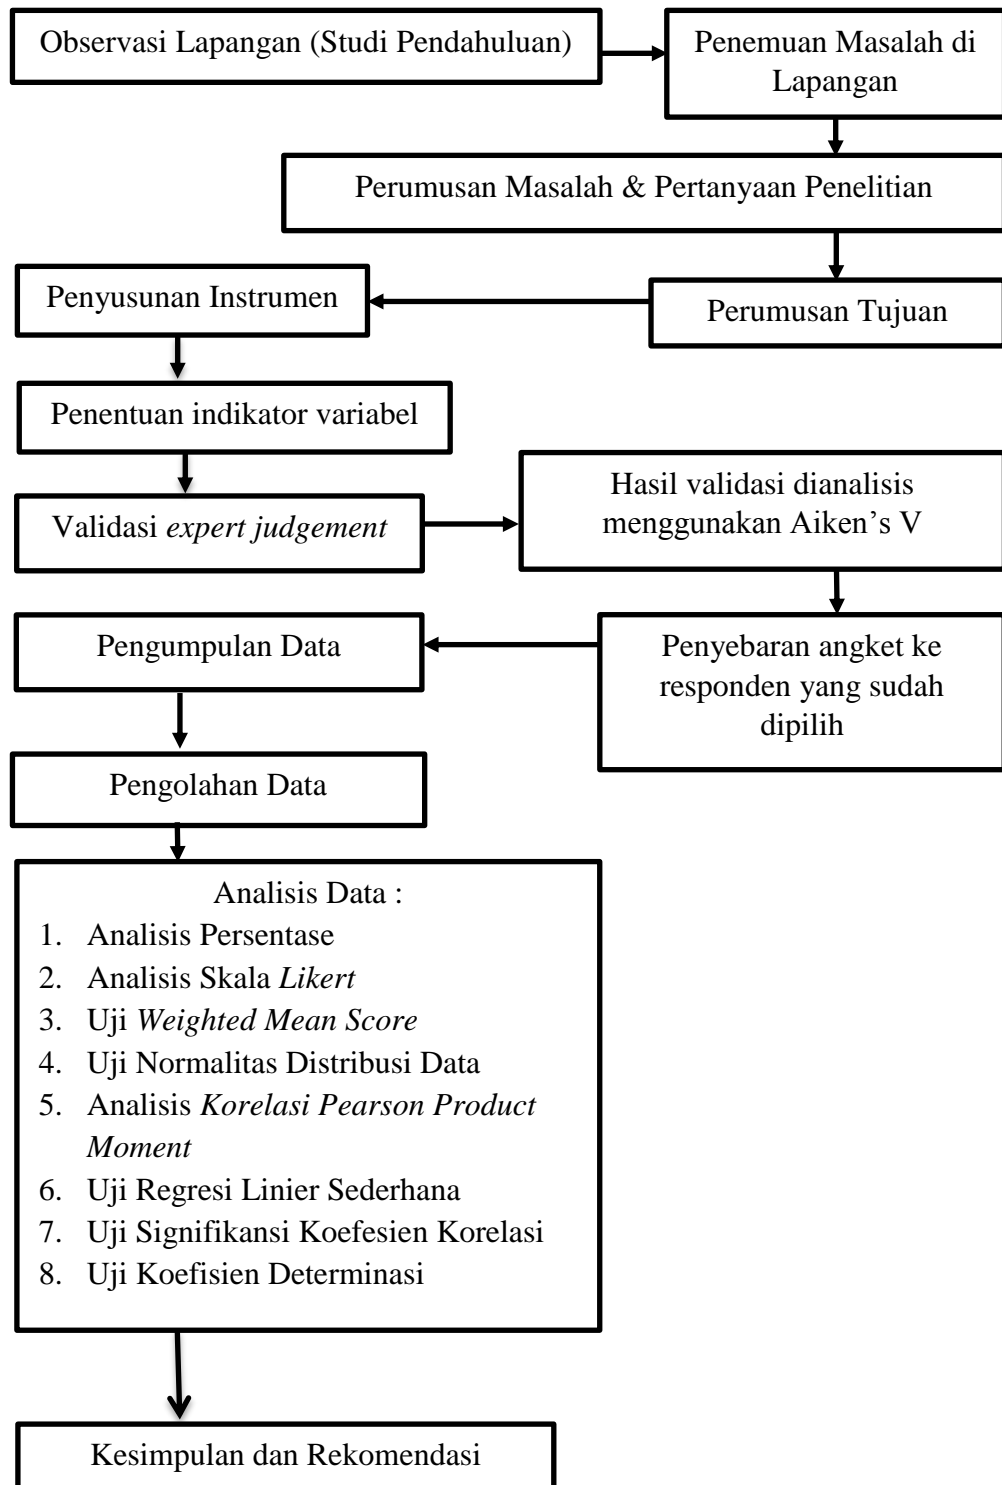 Observasi Lapangan (Studi Pendahuluan)
Penemuan Masalah di
Lapangan
Perumusan Masalah & Pertanyaan Penelitian
Perumusan Tujuan
Penyusunan Instrumen
Penentuan indikator variabel
Validasi expert judgement
Hasil validasi dianalisis
menggunakan Aiken's V
Penyebaran angket ke
responden yang sudah
dipilih
Pengumpulan Data
Pengolahan Data
Analisis Data :
1. Analisis Persentase
2. Analisis Skala Likert
3. Uji Weighted Mean Score
4. Uji Normalitas Distribusi Data
5. Analisis Korelasi Pearson Product
Moment
6. Uji Regresi Linier Sederhana
7. Uji Signifikansi Koefesien Korelasi
8. Uji Koefisien Determinasi
Kesimpulan dan Rekomendasi